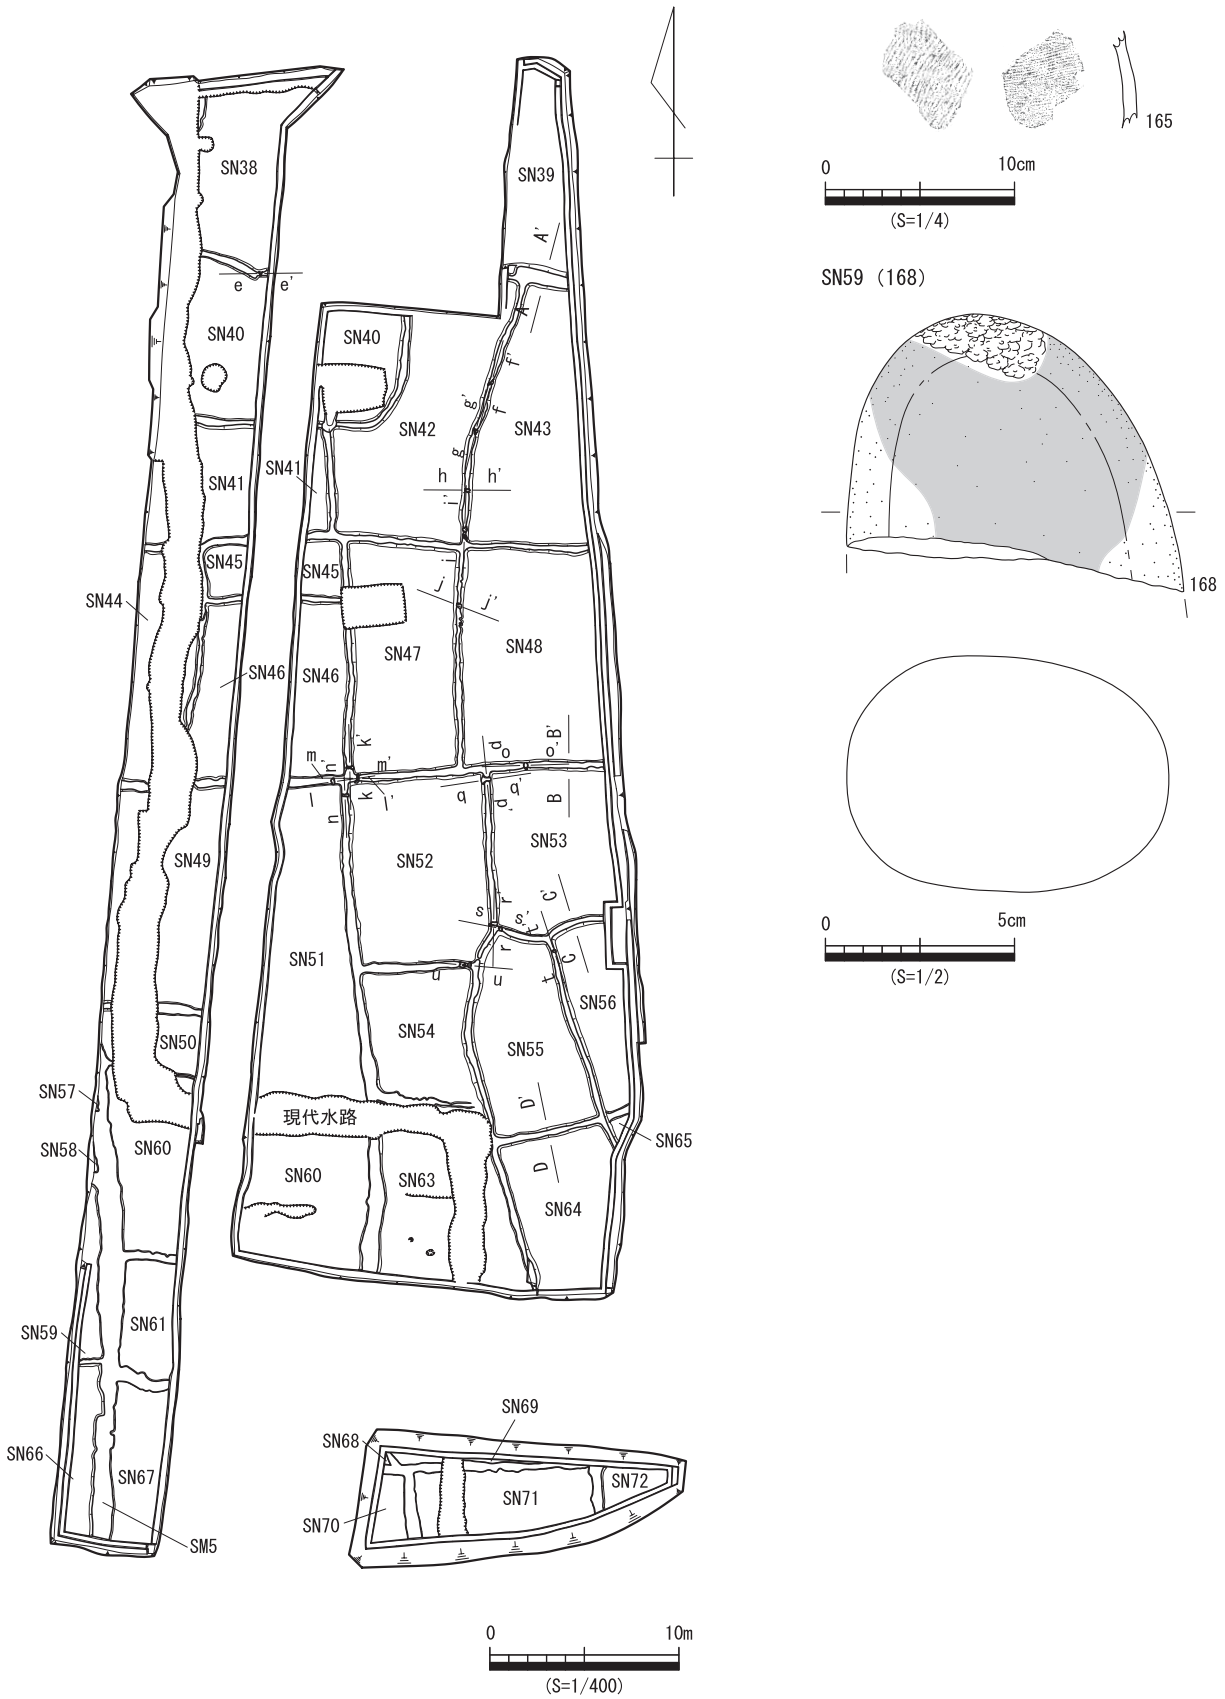 165
0 10cm
(S=1/4)
SN59 (168)
168
0 5cm
(S=1/2)
SN38
SN39
A'
e e'
A
SN40
SN40
f'
g'
f
SN42
SN43
g
SN41
SN41
h h'
i'
SN45
SN45
i
j
j'
SN44
SN48
SN47
SN46
SN46
k'
d
o
o'
B'
m
n'
m'
l
k
l'
q
q'
d'
B
n
SN49
SN52
SN53
r'
C'
s
s'
t'
SN51
r
C
u'
u
t
SN56
SN50
SN54
SN55
SN57
D'
現代水路
SN58
SN60
SN65
D
SN60
SN63
SN64
SN59
SN61
SN69
SN68
SN66
SN67
SN72
SN71
SN70
SM5
0 10m
(S=1/400)